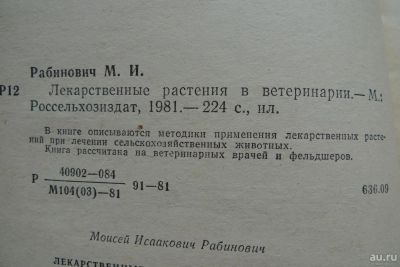 Рабинович М. И.
Р12 Лекарственные растения в ветеринарии.—М.:
Россельхозиздат, 1981.—224 с., ил.
В книге описываются методики применения лекарственных расте-
ний при лечении сельскохозяйственных животных.
Книга рассчитана на ветеринарных врачей и фельдшеров.
Р 40902—084
М104(03)—81 91—81 636.09
Моисей Исаакович Рабинович
ЛЕКАРСТВЕННЫЕ
au.ru